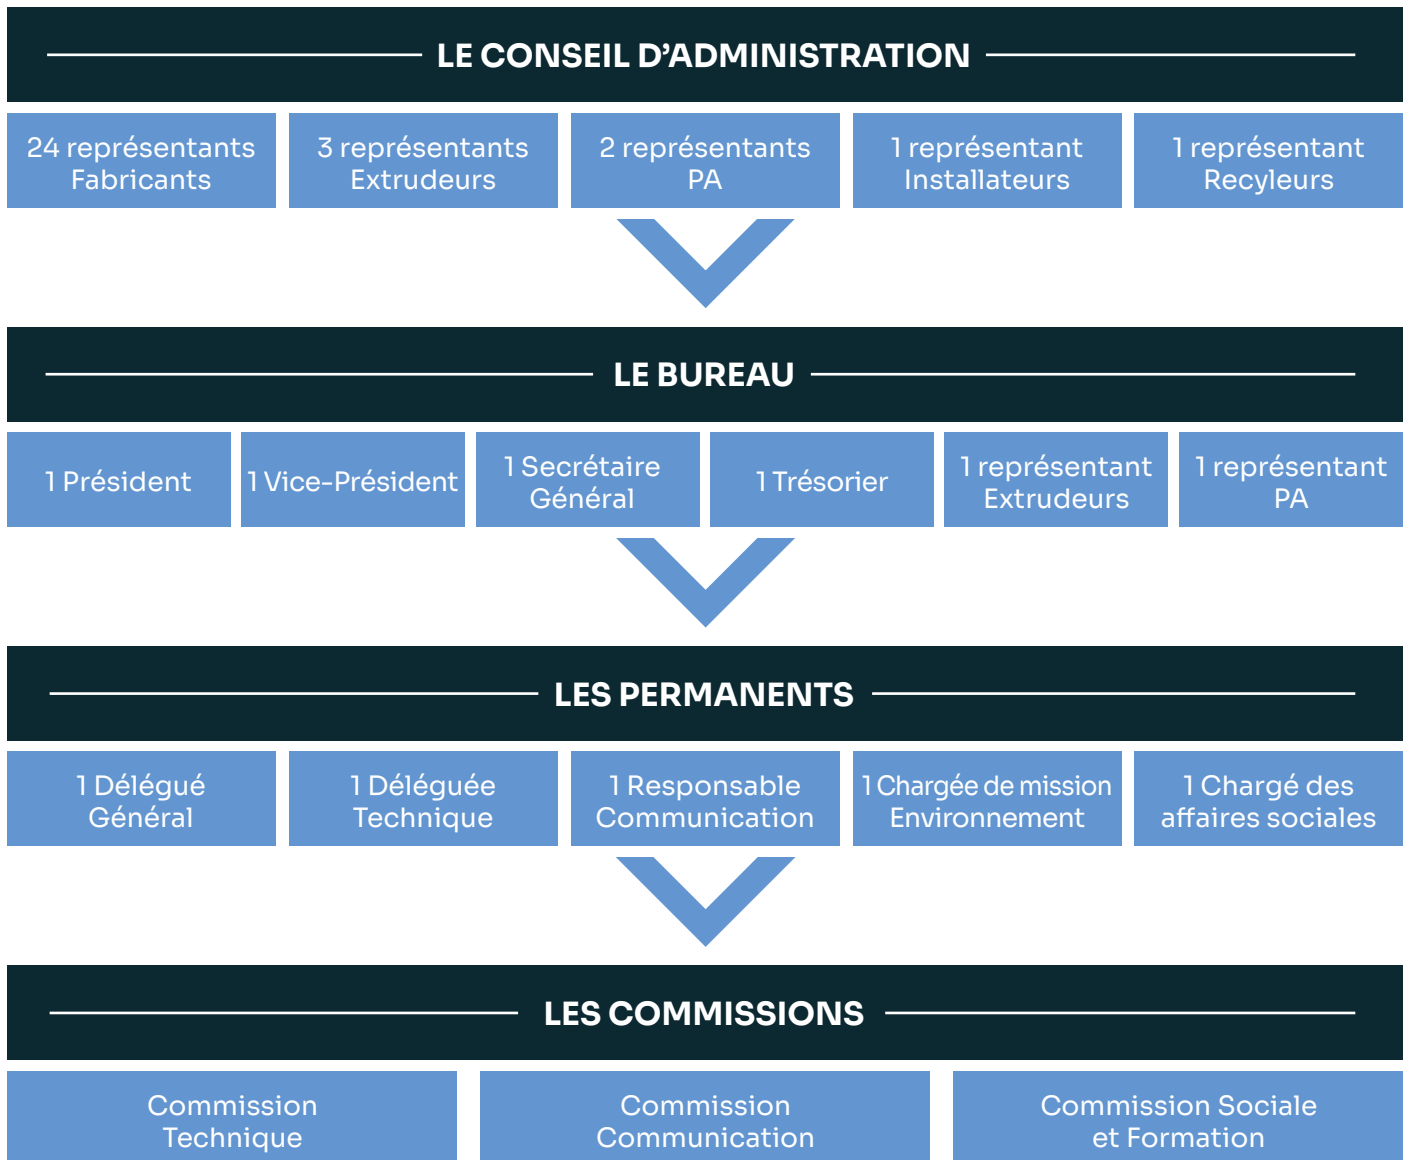 LE CONSEIL D’ADMINISTRATION
24 représentants
Fabricants
3 représentants
Extrudeurs
2 représentants
PA
1 représentant
Installateurs
1 représentant
Recyleurs
LE BUREAU
1 Président
1 Vice-Président
1 Secrétaire
Général
1 Trésorier
1 représentant
Extrudeurs
1 représentant
PA
LES PERMANENTS
1 Délégué
Général
1 Déléguée
Technique
1 Responsable
Communication
1 Chargée de mission
Environnement
1 Chargé des
affaires sociales
LES COMMISSIONS
Commission
Technique
Commission
Communication
Commission Sociale
et Formation